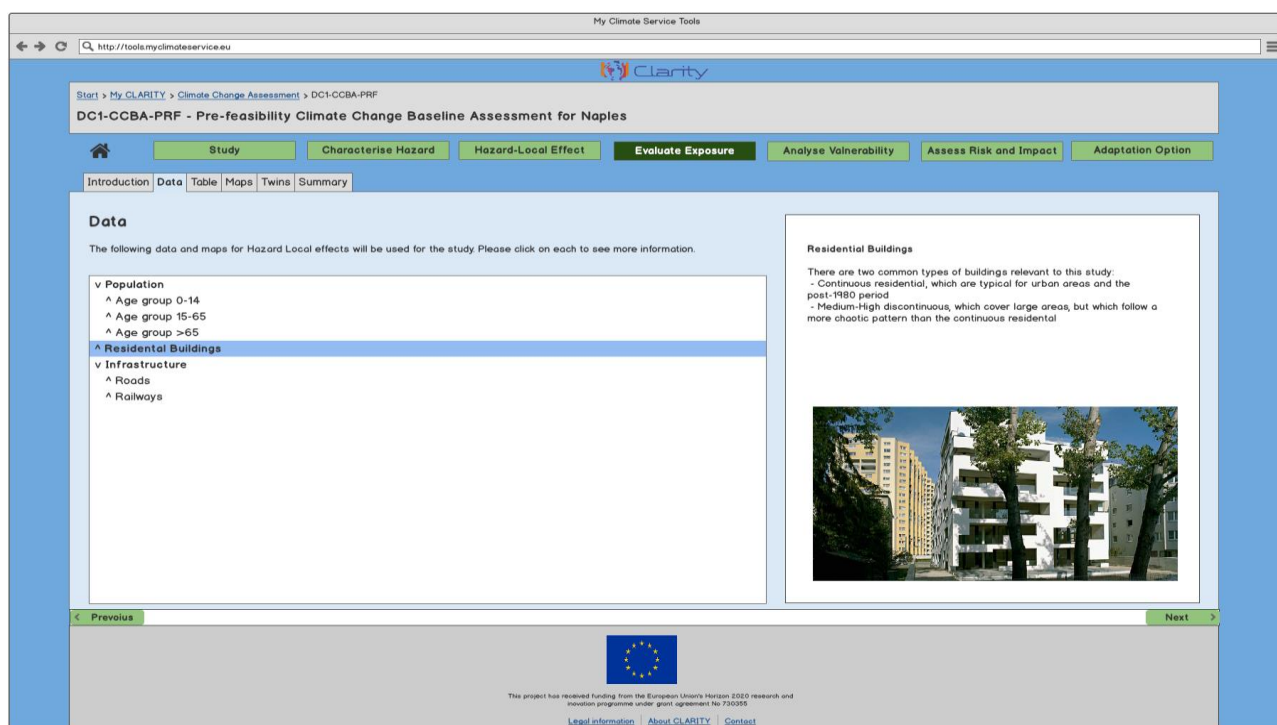 My Climate Service Tools
http://tools.myclimateservice.eu
Clarity
Start > My CLARITY > Climate Change Assessment > DC1-CCBA-PRF
DC1-CCBA-PRF - Pre-feasibility Climate Change Baseline Assessment for Naples
Study Characterise Hazard Hazard-Local Effect Evaluate Exposure Analyse Valnerability Assess Risk and Impact Adaptation Option
Introduction Data Table Maps Twins Summary
Data
The following data and maps for Hazard Local effects will be used for the study. Please click on each to see more information.
v Population
^ Age group 0-14
^ Age group 15-65
^ Age group >65
^ Residental Buildings
v Infrastructure
^ Roads
^ Railways
Residential Buildings
There are two common types of buildings relevant to this study:
- Continuous residential, which are typical for urban areas and the
post-1980 period
- Medium-High discontinuous, which cover large areas, but which follow a
more chaotic pattern than the continuous residental
< Prevoius
Next >
This project has received funding from the European Union's Horizon 2020 research and
inovation programme under grant agreement No 730355
Legal information | About CLARITY | Contact